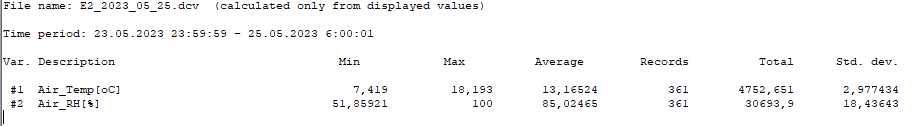 File name: E2_2023_05_25.dcv (calculated only from displayed values)
Time period: 23.05.2023 23:59:59 - 25.05.2023 6:00:01
Var. Description Min Max Average Records Total Std. dev.
#1 Air_Temp[oC] 7,419 18,193 13,16524 361 4752,651 2,977434
#2 Air_RH[%] 51,85921 100 85,02465 361 30693,9 18,43643